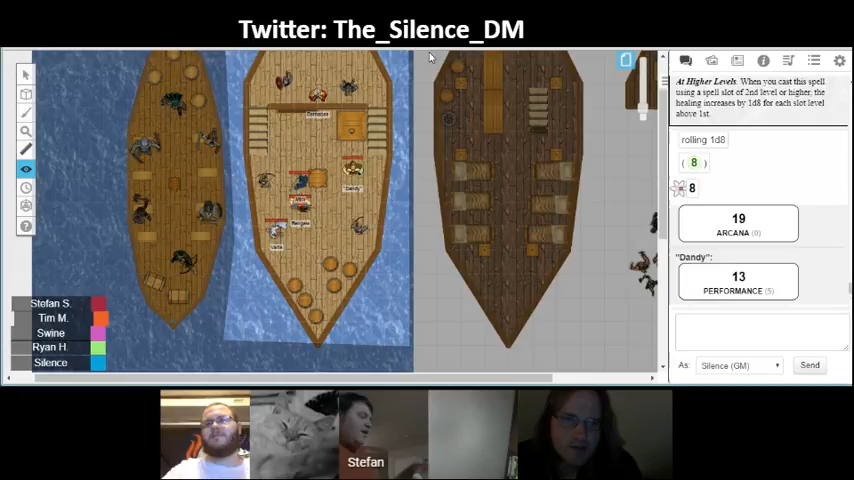 Twitter: The_Silence_DM
At Higher Levels. When you cast this spell
using a spell slot of 2nd level or higher, the
healing increases by 1d8 for each slot level
above 1st.
rolling 1d8
( 8 )
8
19
ARCANA (0)
"Dandy":
13
PERFORMANCE (5)
As:
Silence (GM)
Send
"Dandy"
Stefan S.
Tim M.
Swine
Ryan H.
Silence
Stefan